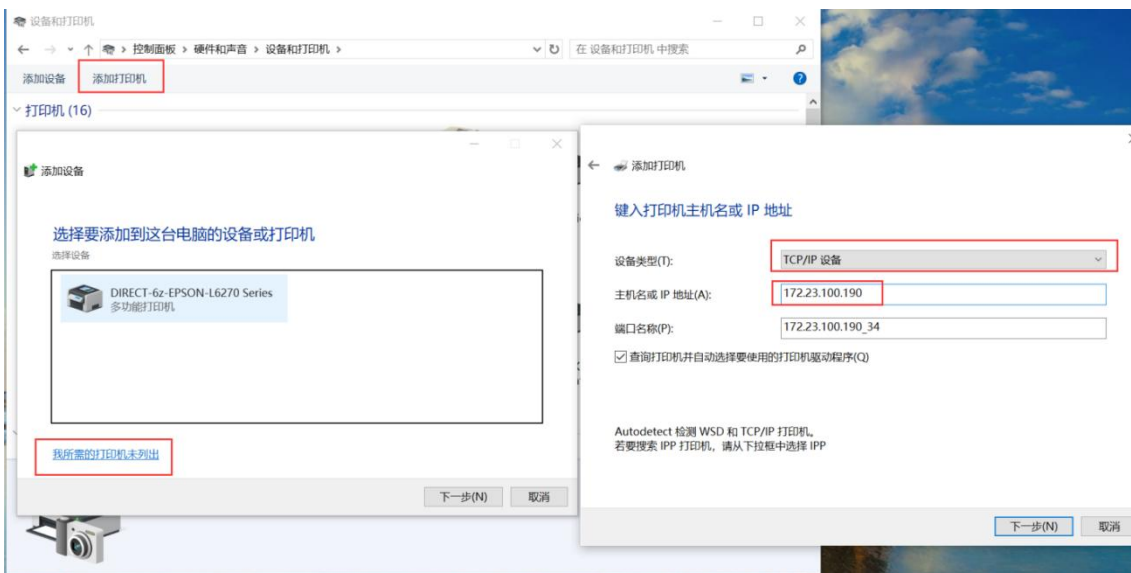 设备和打印机
控制面板 > 硬件和声音 > 设备和打印机 >
在 设备和打印机 中搜索
添加设备 添加打印机
打印机 (16)
添加设备
选择要添加到这台电脑的设备或打印机
选择设备
DIRECT-6z-EPSON-L6270 Series
多功能打印机
我所需的打印机未列出
下一步(N) 取消
添加打印机
键入打印机主机名或 IP 地址
设备类型(T): TCP/IP 设备
主机名或 IP 地址(A): 172.23.100.190
端口名称(P): 172.23.100.190_34
查询打印机并自动选择要使用的打印机驱动程序(Q)
Autodetect 检测 WSD 和 TCP/IP 打印机。
若要搜索 IPP 打印机，请从下拉框中选择 IPP
下一步(N) 取消